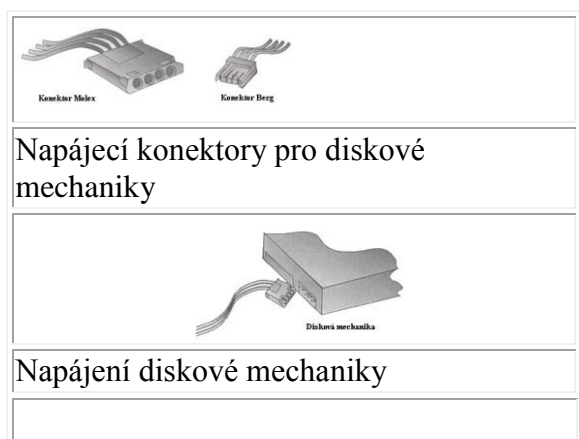 Konektor Molex
Konektor Berg
Napájecí konektory pro diskové
mechaniky
Disková mechanika
Napájení diskové mechaniky